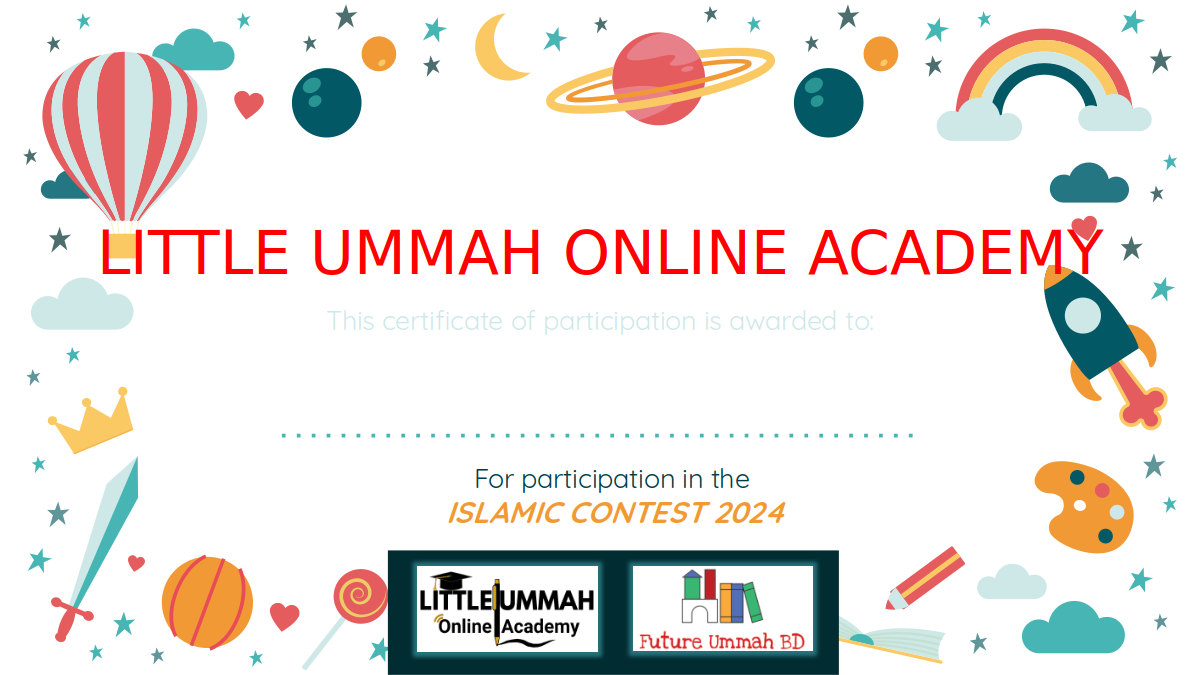 LITTLE UMMAH ONLINE ACADEMY
This certificate of participation is awarded to:
For participation in the
ISLAMIC CONTEST 2024
LITTLE UMMAH
Online Academy
Future Ummah BD